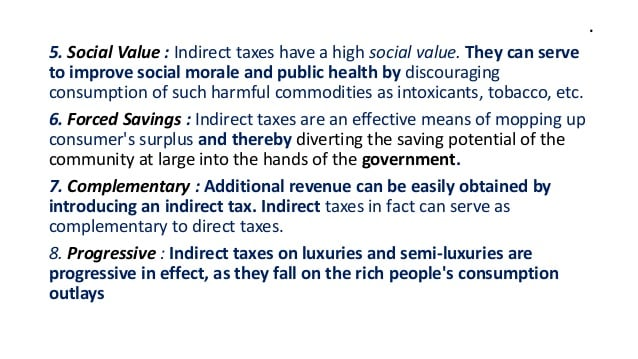 .
5. Social Value : Indirect taxes have a high social value. They can serve
to improve social morale and public health by discouraging
consumption of such harmful commodities as intoxicants, tobacco, etc.
6. Forced Savings : Indirect taxes are an effective means of mopping up
consumer's surplus and thereby diverting the saving potential of the
community at large into the hands of the government.
7. Complementary : Additional revenue can be easily obtained by
introducing an indirect tax. Indirect taxes in fact can serve as
complementary to direct taxes.
8. Progressive : Indirect taxes on luxuries and semi-luxuries are
progressive in effect, as they fall on the rich people's consumption
outlays